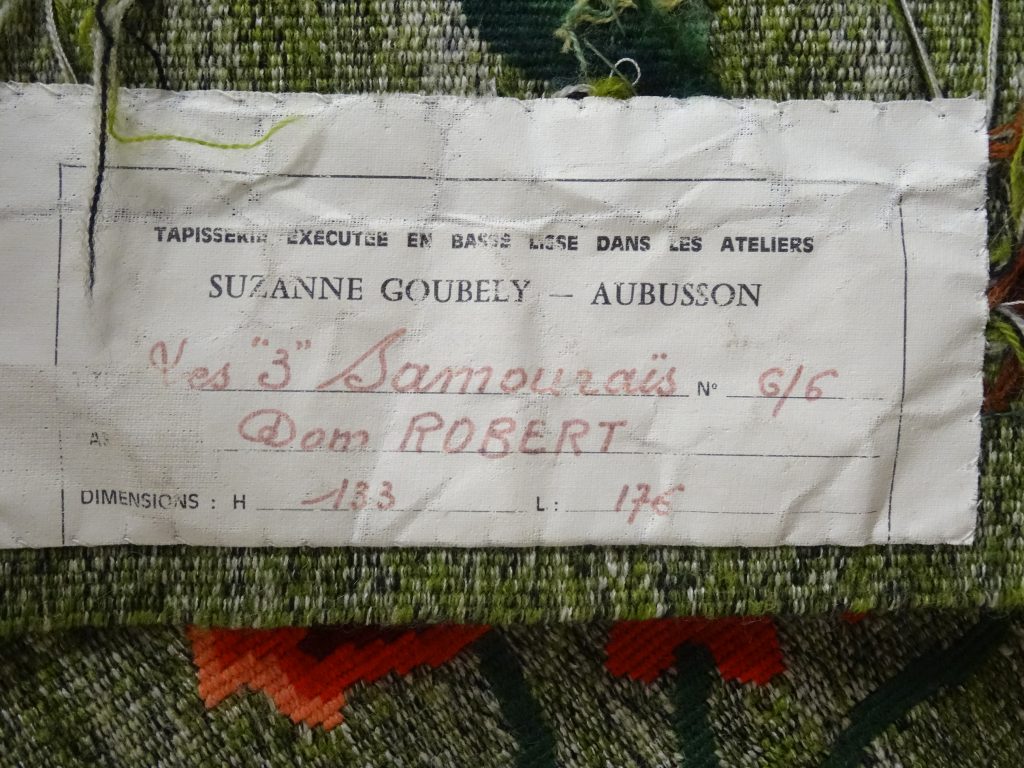 TAPISSERIE EXECUTEE EN BASSE LISSE DANS LES ATELIERS
SUZANNE GOUBELY — AUBUSSON
Les "3" Samouraïs N° 6/6
Dom ROBERT
DIMENSIONS : H 133 L : 176